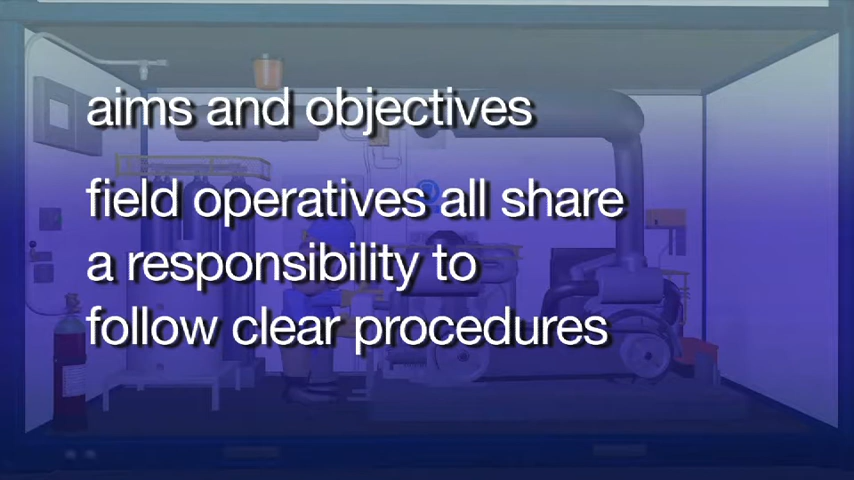 aims and objectives
field operatives all share
a responsibility to
follow clear procedures